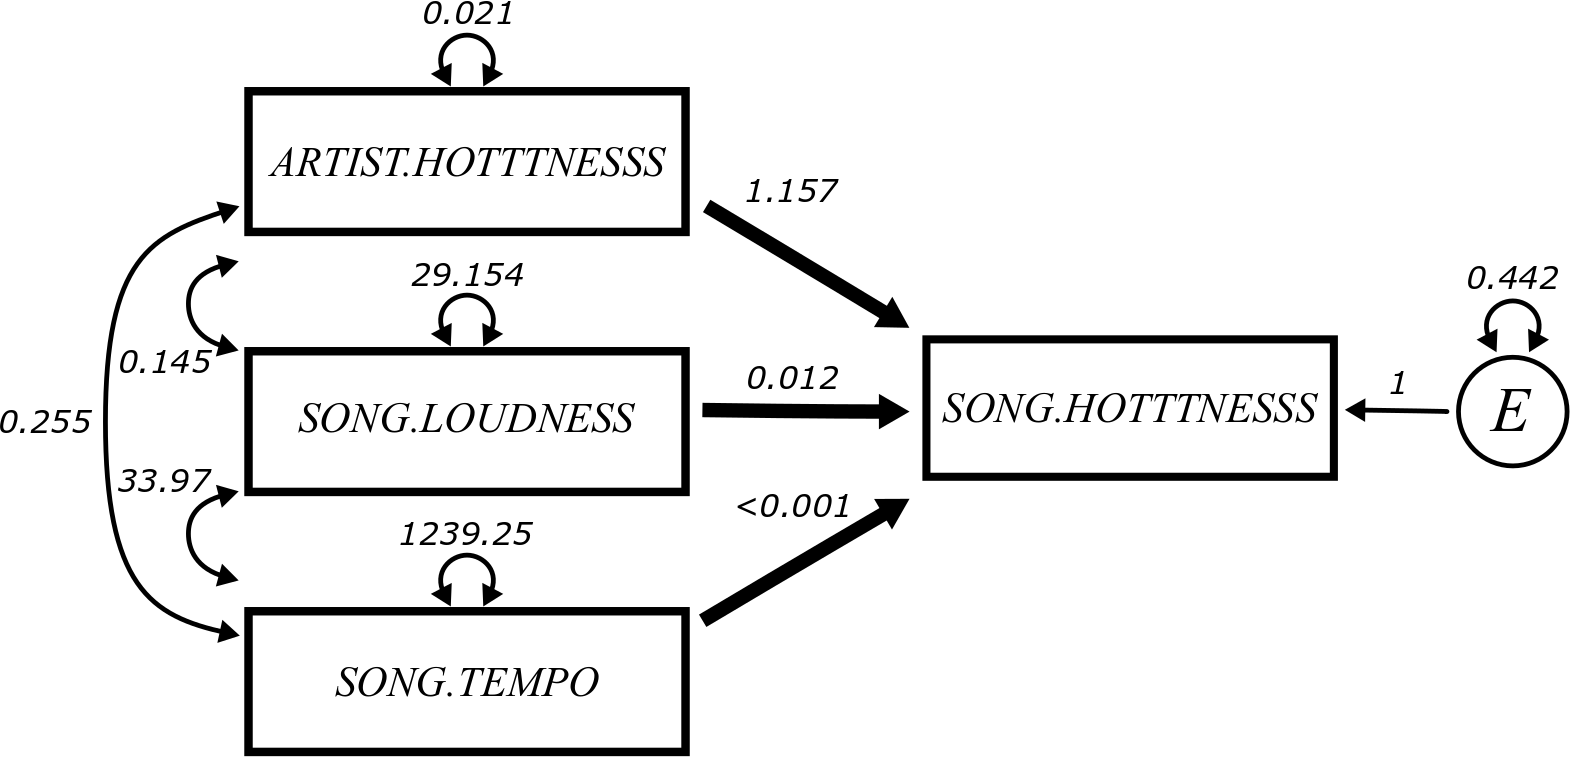 0.021
ARTIST.HOTTTNESSS
1.157
29.154
0.442
0.145
SONG.LOUDNESS
0.012
SONG.HOTTTNESSS
1
E
0.255
33.97
1239.25
<0.001
SONG.TEMPO